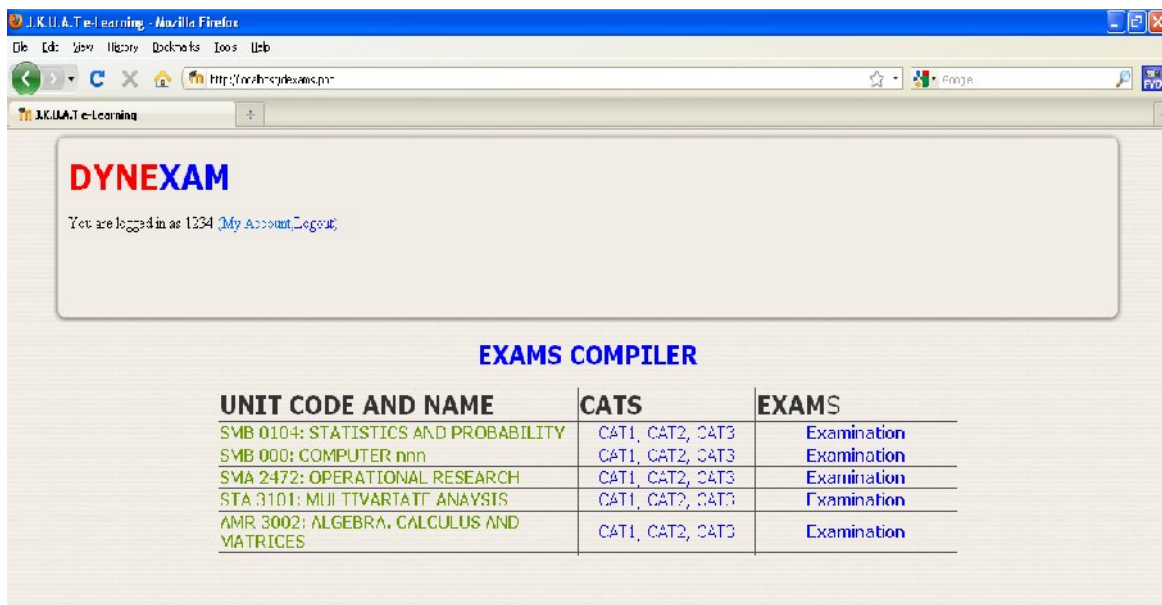 J.K.U.A.T e-Learning - Mozilla Firefox
File Edit View History Bookmarks Tools Help
Google
J.K.U.A.T e-Learning
DYNEXAM
You are logged in as 1234 (My Account,Logout)
EXAMS COMPILER
UNIT CODE AND NAME CATS EXAMS
SMB 0104: STATISTICS AND PROBABILITY CAT1, CAT2, CAT3 Examination
SMB 000: COMPUTER nnn CAT1, CAT2, CAT3 Examination
SMA 2472: OPERATIONAL RESEARCH CAT1, CAT2, CAT3 Examination
STA 3101: MULTIVARIATE ANAYSIS CAT1, CAT2, CAT3 Examination
AMR 3002: ALGEBRA, CALCULUS AND
MATRICES CAT1, CAT2, CAT3 Examination